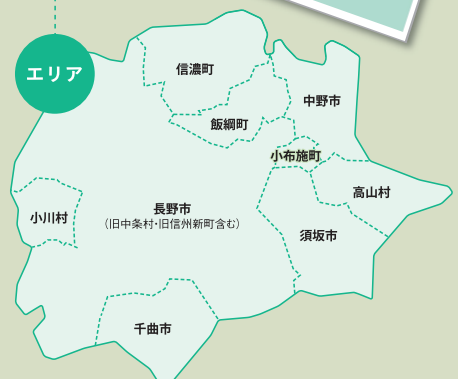 エリア
信濃町
中野市
飯綱町
小布施町
高山村
長野市
(旧中条村・旧信州新町含む)
小川村
須坂市
千曲市